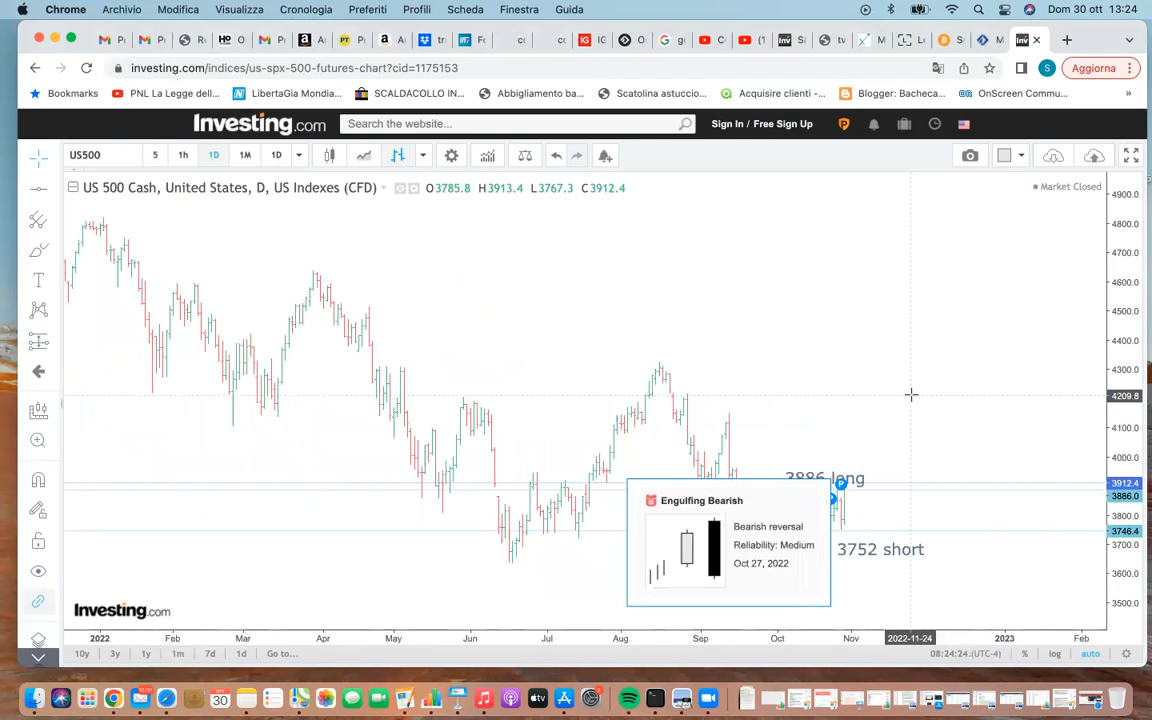 Chrome Archivio Modifica Visualizza Cronologia Preferiti Profili Scheda Finestra Guida Dom 30 ott 13:24
investing.com/indices/us-spx-500-futures-chart?cid=1175153 Aggiorna
Bookmarks PNL La Legge dell... LibertaGia Mondia... SCALDACOLLO IN... Abbigliamento ba... Scatolina astuccio... Acquisire clienti -... Blogger: Bacheca... OnScreen Commu... »
Investing.com Search the website... Sign In / Free Sign Up
US500 5 1h 1D 1M 1D
US 500 Cash, United States, D, US Indexes (CFD) O3785.8 H3913.4 L3767.3 C3912.4 Market Closed
4900.0
4800.0
4700.0
4600.0
4500.0
4400.0
4300.0
4209.8
4100.0
4000.0
3886 long
3912.4
3886.0
3800.0
3746.4
3700.0
3600.0
3500.0
Engulfing Bearish
Bearish reversal
Reliability: Medium
Oct 27, 2022
P
3752 short
Investing.com
2022 Feb Mar Apr May Jun Jul Aug Sep Oct Nov 2022-11-24 2023 Feb
10y 3y 1y 1m 7d 1d Go to... 08:24:24 (UTC-4) % log auto